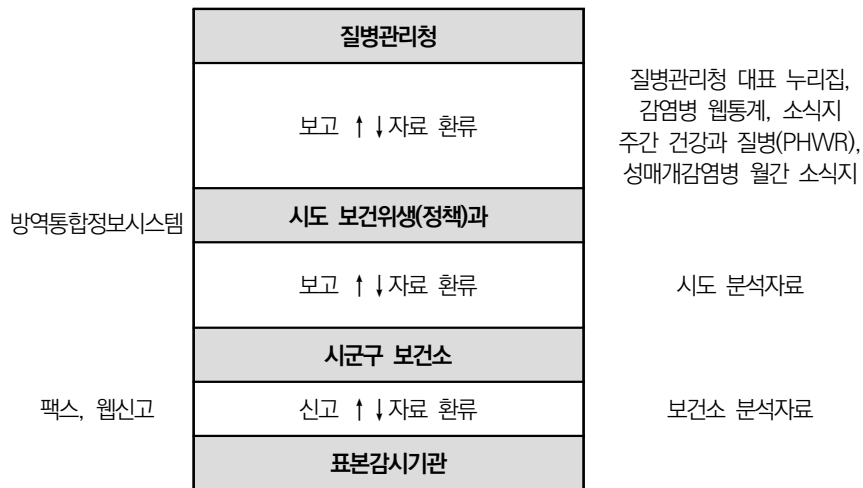 질병관리청
보고 ↑↓자료 환류
질병관리청 대표 누리집,
감염병 웹통계, 소식지
주간 건강과 질병(PHWR),
성매개감염병 월간 소식지
방역통합정보시스템
시도 보건위생(정책)과
보고 ↑↓자료 환류
시도 분석자료
시군구 보건소
팩스, 웹신고
신고 ↑↓자료 환류
보건소 분석자료
표본감시기관